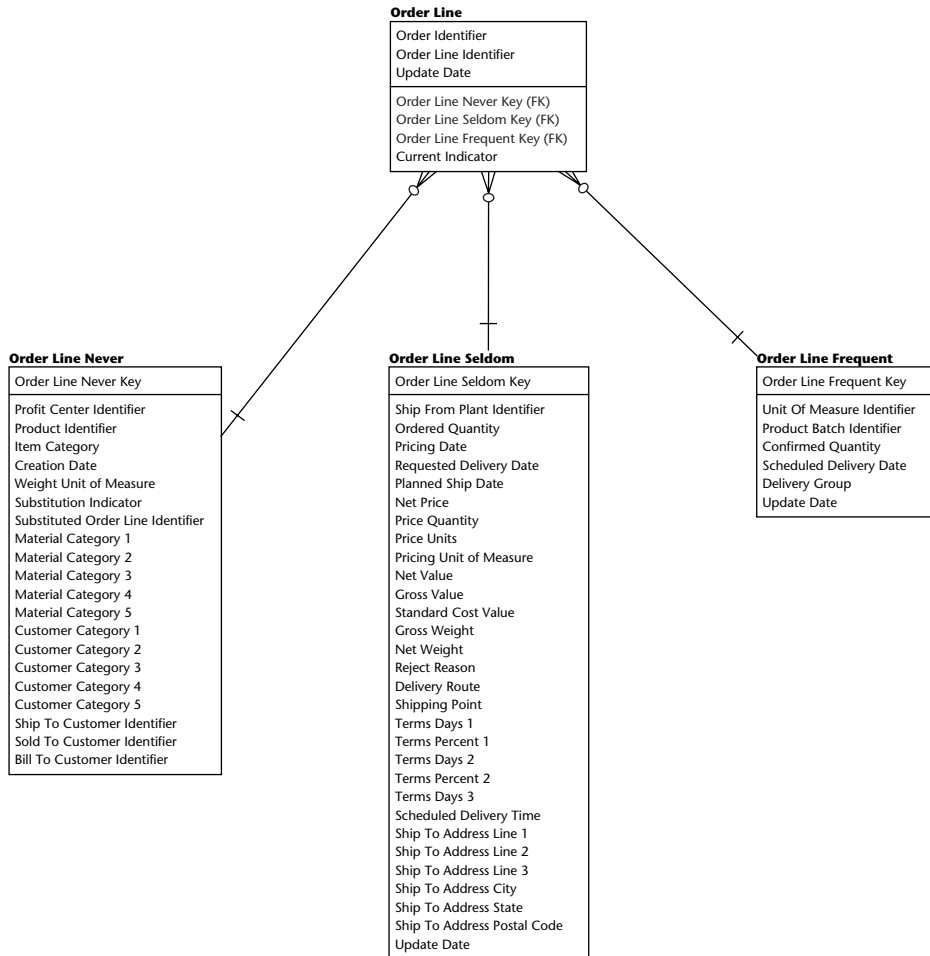 Order Line
Order Identifier
Order Line Identifier
Update Date
Order Line Never Key (FK)
Order Line Seldom Key (FK)
Order Line Frequent Key (FK)
Current Indicator
Order Line Never
Order Line Never Key
Profit Center Identifier
Product Identifier
Item Category
Creation Date
Weight Unit of Measure
Substitution Indicator
Substituted Order Line Identifier
Material Category 1
Material Category 2
Material Category 3
Material Category 4
Material Category 5
Customer Category 1
Customer Category 2
Customer Category 3
Customer Category 4
Customer Category 5
Ship To Customer Identifier
Sold To Customer Identifier
Bill To Customer Identifier
Order Line Seldom
Order Line Seldom Key
Ship From Plant Identifier
Ordered Quantity
Pricing Date
Requested Delivery Date
Planned Ship Date
Net Price
Price Quantity
Price Units
Pricing Unit of Measure
Net Value
Gross Value
Standard Cost Value
Gross Weight
Net Weight
Reject Reason
Delivery Route
Shipping Point
Terms Days 1
Terms Percent 1
Terms Days 2
Terms Percent 2
Terms Days 3
Scheduled Delivery Time
Ship To Address Line 1
Ship To Address Line 2
Ship To Address Line 3
Ship To Address City
Ship To Address State
Ship To Address Postal Code
Update Date
Order Line Frequent
Order Line Frequent Key
Unit Of Measure Identifier
Product Batch Identifier
Confirmed Quantity
Scheduled Delivery Date
Delivery Group
Update Date